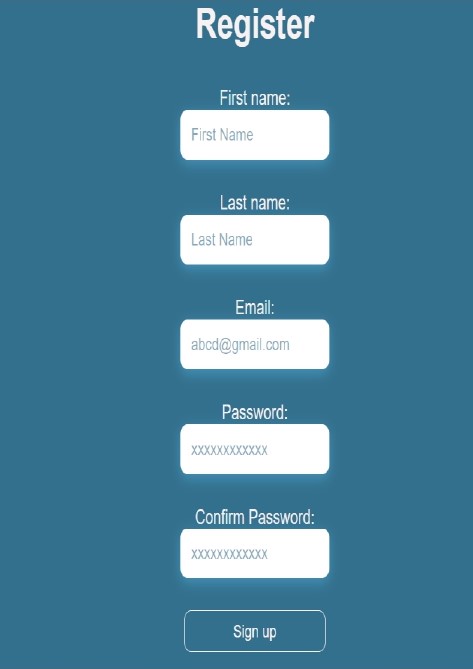 Register
First name:
First Name
Last name:
Last Name
Email:
abcd@gmail.com
Password:
xxxxxxxxxxxx
Confirm Password:
xxxxxxxxxxxx
Sign up